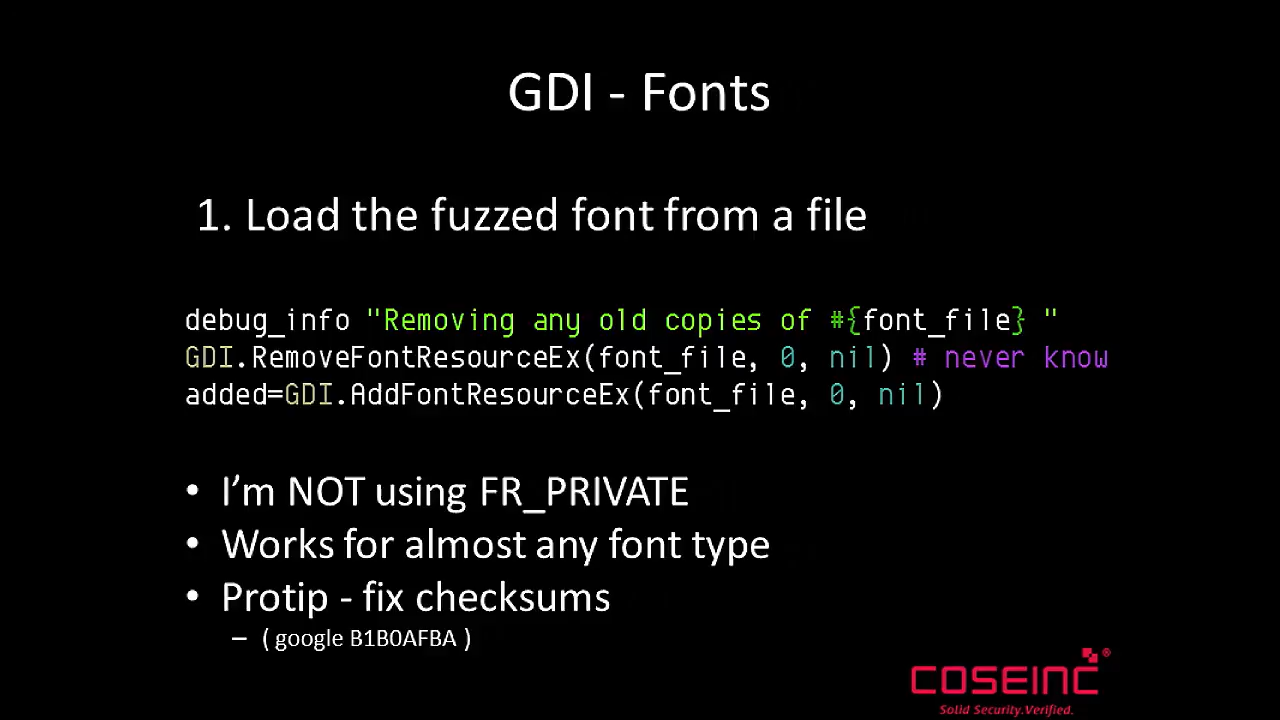 GDI - Fonts
1. Load the fuzzed font from a file
debug_info "Removing any old copies of #{font_file} "
GDI.RemoveFontResourceEx(font_file, 0, nil) # never know
added=GDI.AddFontResourceEx(font_file, 0, nil)
• I’m NOT using FR_PRIVATE
• Works for almost any font type
• Protip - fix checksums
– ( google B1B0AFBA )
COSEINC®
Solid Security.Verified.